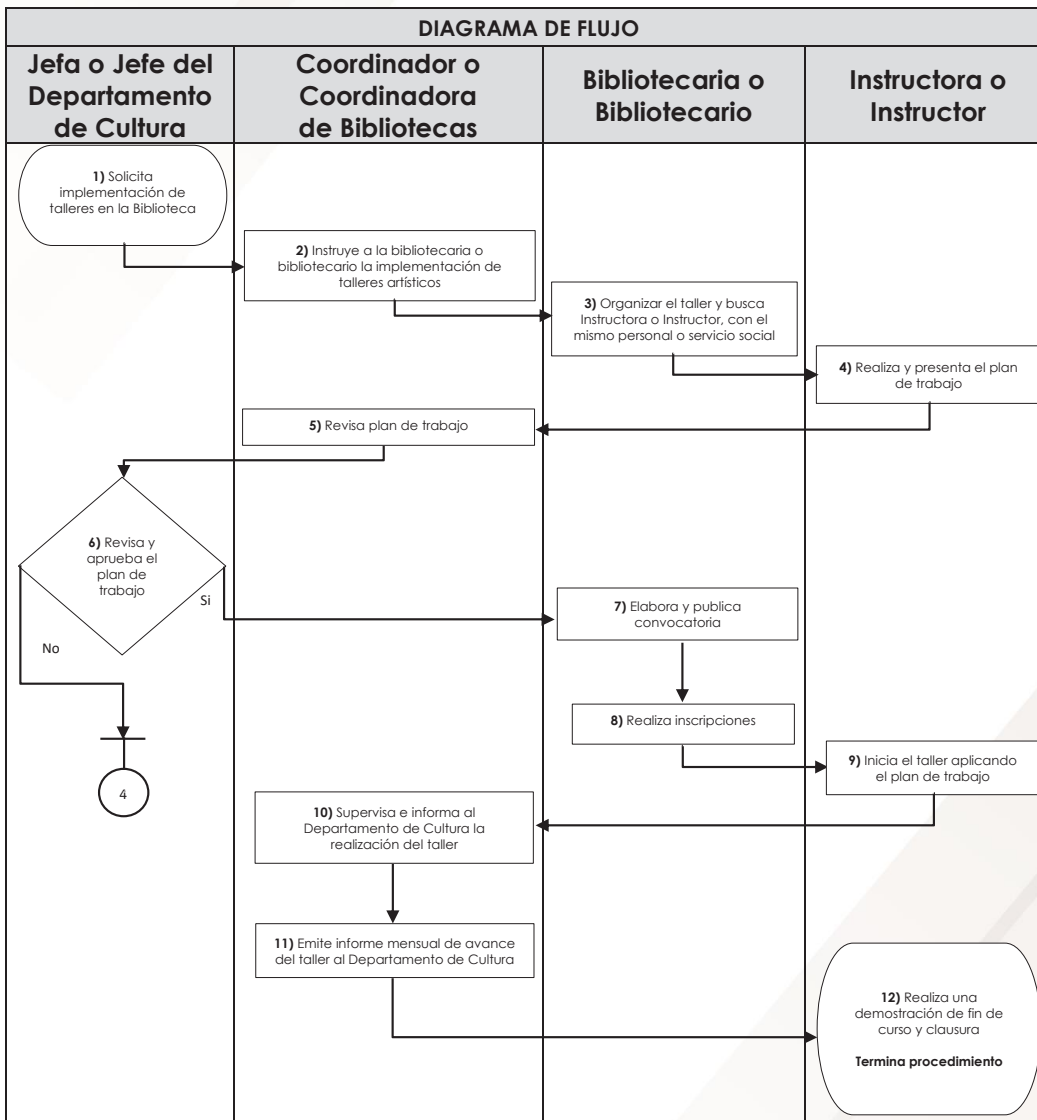 DIAGRAMA DE FLUJO
Jefa o Jefe del
Departamento
de Cultura
Coordinador o
Coordinadora
de Bibliotecas
Bibliotecaria o
Bibliotecario
Instructora o
Instructor
1) Solicita
implementación de
talleres en la Biblioteca
2) Instruye a la bibliotecaria o
bibliotecario la implementación de
talleres artísticos
3) Organizar el taller y busca
Instructora o Instructor, con el
mismo personal o servicio social
4) Realiza y presenta el plan
de trabajo
5) Revisa plan de trabajo
6) Revisa y
aprueba el
plan de
trabajo
Si
No
4
7) Elabora y publica
convocatoria
8) Realiza inscripciones
9) Inicia el taller aplicando
el plan de trabajo
10) Supervisa e informa al
Departamento de Cultura la
realización del taller
11) Emite informe mensual de avance
del taller al Departamento de Cultura
12) Realiza una
demostración de fin de
curso y clausura
Termina procedimiento